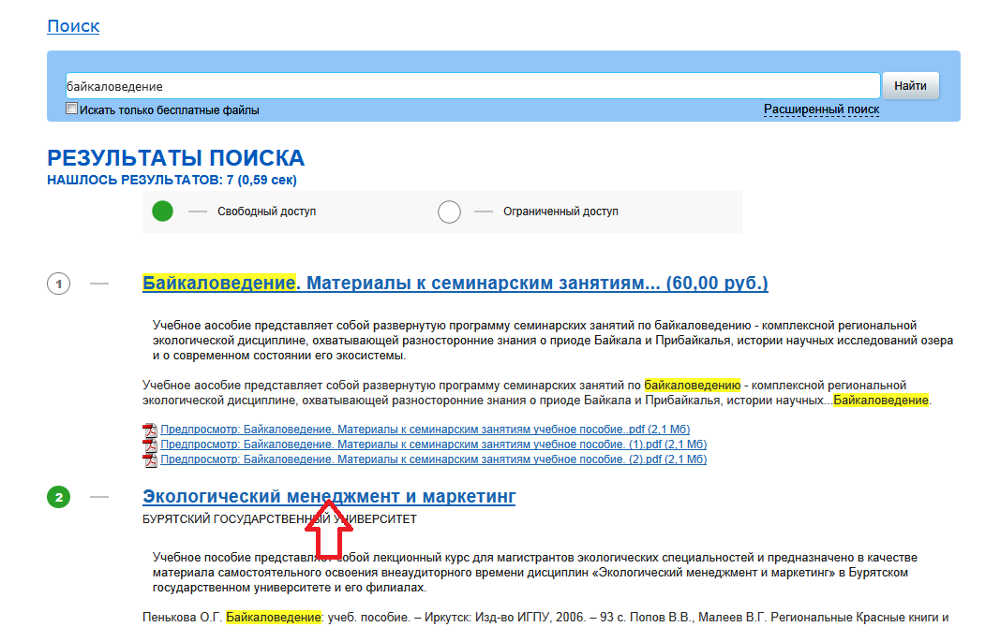 Поиск
байкаловедение
Найти
Искать только бесплатные файлы
Расширенный поиск
РЕЗУЛЬТАТЫ ПОИСКА
НАШЛОСЬ РЕЗУЛЬТАТОВ: 7 (0,59 сек)
— Свободный доступ
— Ограниченный доступ
1 — Байкаловедение. Материалы к семинарским занятиям... (60,00 руб.)
Учебное аособие представляет собой развернутую программу семинарских занятий по байкаловедению - комплексной региональной
экологической дисциплине, охватывающей разносторонние знания о приоде Байкала и Прибайкалья, истории научных исследований озера
и о современном состоянии его экосистемы.
Учебное аособие представляет собой развернутую программу семинарских занятий по байкаловедению - комплексной региональной
экологической дисциплине, охватывающей разносторонние знания о приоде Байкала и Прибайкалья, истории научных...Байкаловедение.
Предпросмотр: Байкаловедение. Материалы к семинарским занятиям учебное пособие..pdf (2,1 Мб)
Предпросмотр: Байкаловедение. Материалы к семинарским занятиям учебное пособие. (1).pdf (2,1 Мб)
Предпросмотр: Байкаловедение. Материалы к семинарским занятиям учебное пособие. (2).pdf (2,1 Мб)
2 — Экологический менеджмент и маркетинг
БУРЯТСКИЙ ГОСУДАРСТВЕННЫЙ УНИВЕРСИТЕТ
Учебное пособие представляет собой лекционный курс для магистрантов экологических специальностей и предназначено в качестве
материала самостоятельного освоения внеаудиторного времени дисциплин «Экологический менеджмент и маркетинг» в Бурятском
государственном университете и его филиалах.
Пенькова О.Г. Байкаловедение: учеб. пособие. – Иркутск: Изд-во ИГПУ, 2006. – 93 с. Попов В.В., Малеев В.Г. Региональные Красные книги и